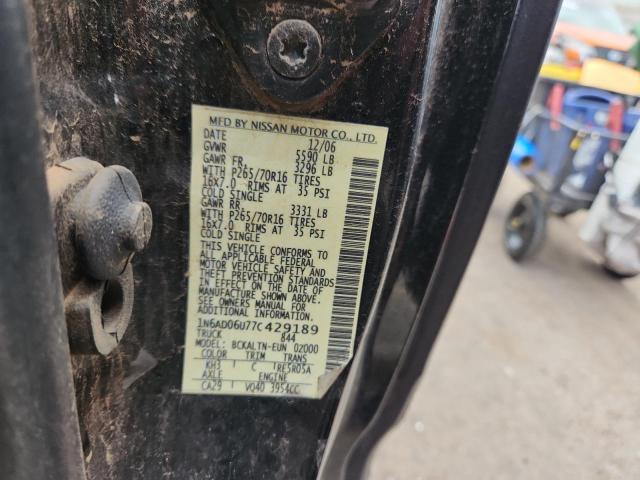 MFD BY NISSAN MOTOR CO., LTD.
DATE 12/06
GVWR 5590 LB
GAWR FR. 3296 LB
WITH P265/70R16 TIRES
16X7.0 RIMS AT 35 PSI
COLD SINGLE
GAWR RR. 3331 LB
WITH P265/70R16 TIRES
16X7.0 RIMS AT 35 PSI
COLD SINGLE
THIS VEHICLE CONFORMS TO
ALL APPLICABLE FEDERAL
MOTOR VEHICLE SAFETY AND
THEFT PREVENTION STANDARDS
IN EFFECT ON THE DATE OF
MANUFACTURE SHOWN ABOVE.
SEE OWNERS MANUAL FOR
ADDITIONAL INFORMATION.
1N6AD06U77C429189
TRUCK 844
MODEL: BCKALTN-EUN 02000
COLOR TRIM TRANS
KH3 C TRE5R05A
AXLE ENGINE
CA29 VQ40 3954CC